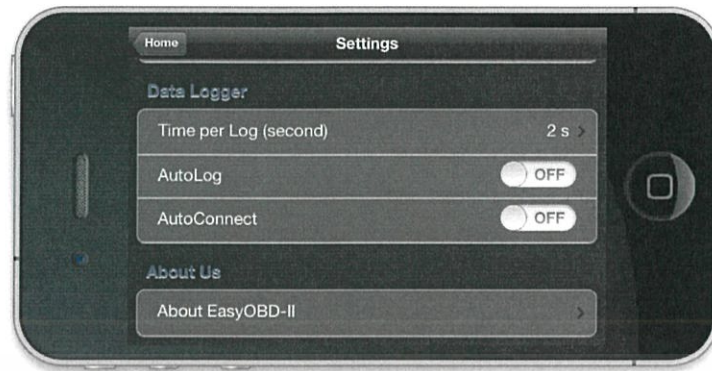 Home
Settings
Data Logger
Time per Log (second) 2 s
AutoLog OFF
AutoConnect OFF
About Us
About EasyOBD-II